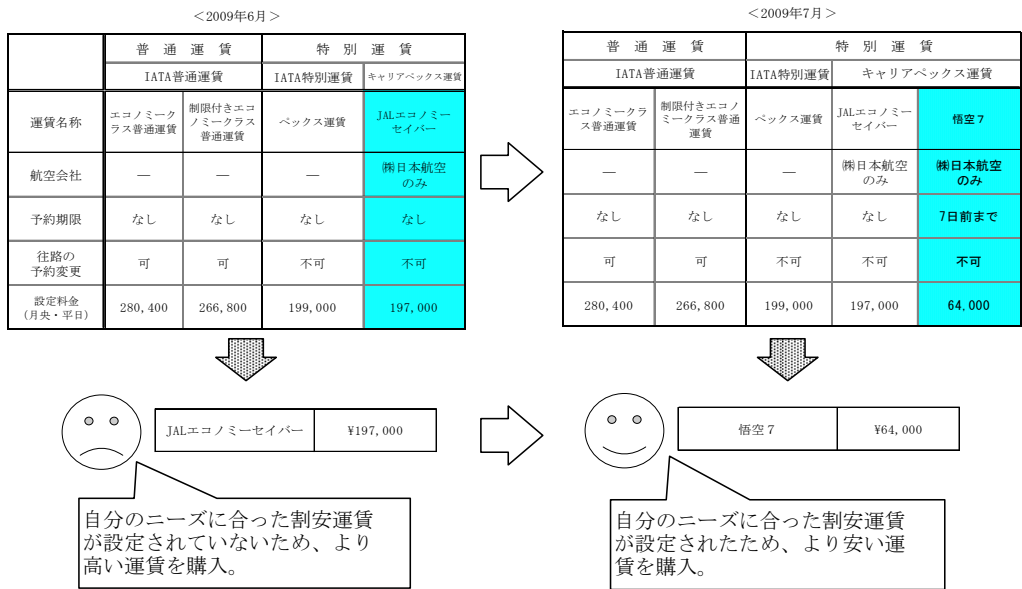 ＜2009年6月＞
普 通 運 賃
特 別 運 賃
IATA普通運賃
IATA特別運賃
キャリアペックス運賃
運賃名称
エコノミーク
ラス普通運賃
制限付きエコ
ノミークラス
普通運賃
ペックス運賃
JALエコノミー
セイバー
航空会社
―
―
―
㈱日本航空
のみ
予約期限
なし
なし
なし
なし
往路の
予約変更
可
可
不可
不可
設定料金
（月央・平日）
280,400
266,800
199,000
197,000
＜2009年7月＞
普 通 運 賃
特 別 運 賃
IATA普通運賃
IATA特別運賃
キャリアペックス運賃
エコノミークラ
ス普通運賃
制限付きエコノ
ミークラス普通
運賃
ペックス運賃
JALエコノミー
セイバー
悟空７
―
―
―
㈱日本航空
のみ
㈱日本航空
のみ
なし
なし
なし
なし
7日前まで
可
可
不可
不可
不可
280,400
266,800
199,000
197,000
64,000
JALエコノミーセイバー
¥197,000
自分のニーズに合った割安運賃
が設定されていないため、より
高い運賃を購入。
悟空７
¥64,000
自分のニーズに合った割安運賃
が設定されたため、より安い運
賃を購入。